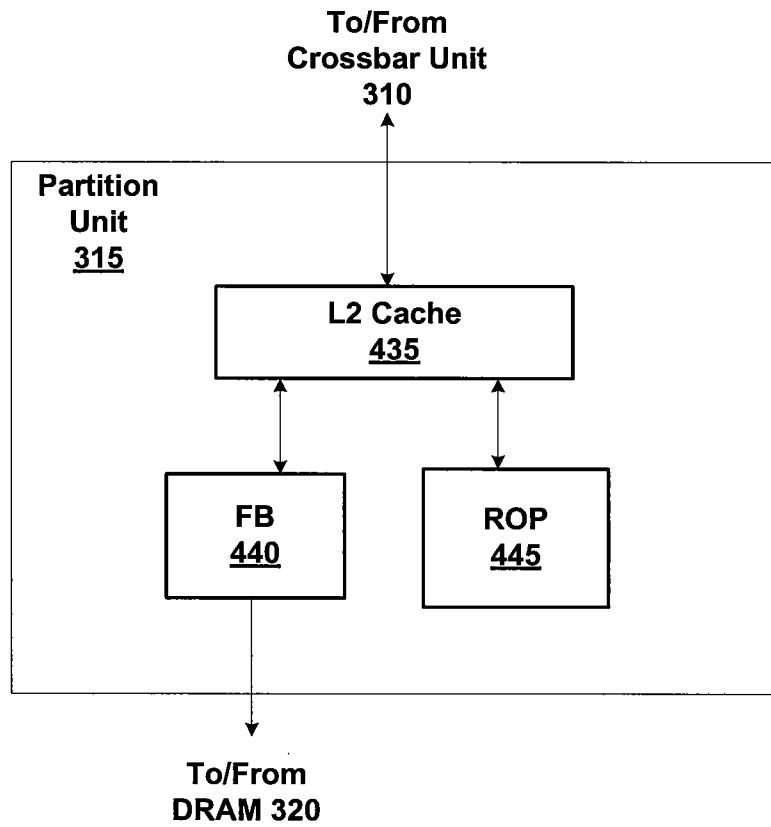 To/From
Crossbar Unit
310
Partition
Unit
315
L2 Cache
435
FB
440
ROP
445
To/From
DRAM 320